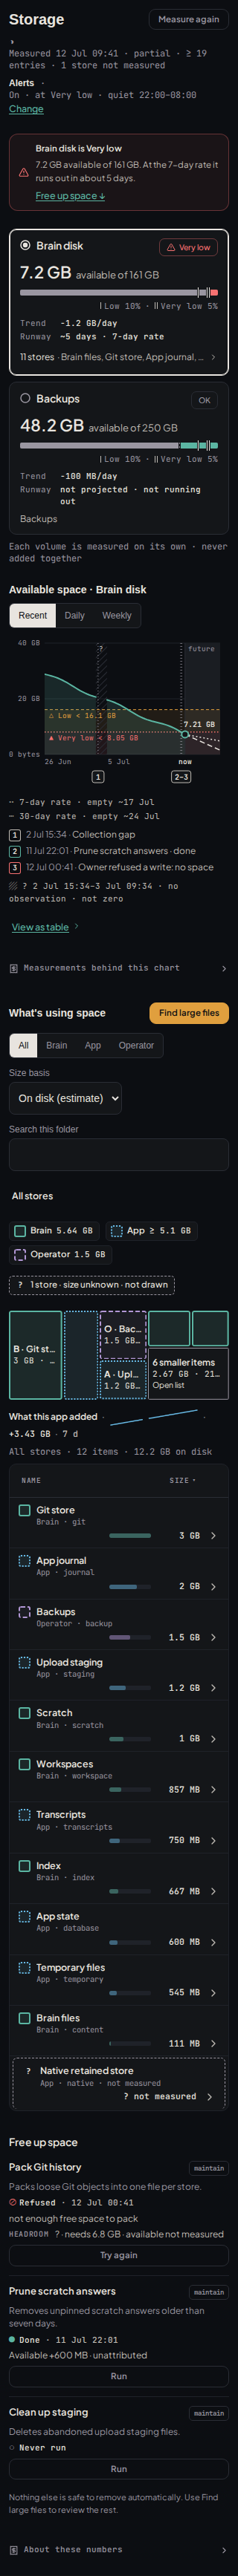 Storage
Measure again
Measured 12 Jul 09:41 · partial · ≥ 19
entries · 1 store not measured
Alerts ·
On · at Very low · quiet 22:00–08:00
Change
Brain disk is Very low
7.2 GB available of 161 GB. At the 7-day rate it
runs out in about 5 days.
Free up space ↓
Brain disk
Very low
7.2 GB available of 161 GB
Low 10% · Very low 5%
Trend -1.2 GB/day
Runway ~5 days · 7-day rate
11 stores · Brain files, Git store, App journal, …
Backups
OK
48.2 GB available of 250 GB
Low 10% · Very low 5%
Trend -100 MB/day
Runway not projected · not running
out
Backups
Each volume is measured on its own · never
added together
Available space · Brain disk
Recent Daily Weekly
40 GB
?
future
20 GB
△ Low < 16.1 GB
7.21 GB
▲ Very low < 8.05 GB
0 bytes
26 Jun 5 Jul now
1 2–3
7-day rate · empty ~17 Jul
30-day rate · empty ~24 Jul
1 2 Jul 15:34 · Collection gap
2 11 Jul 22:01 · Prune scratch answers · done
3 12 Jul 00:41 · Owner refused a write: no space
? 2 Jul 15:34–3 Jul 09:34 · no
observation · not zero
View as table
Measurements behind this chart
What's using space
Find large files
All Brain App Operator
Size basis
On disk (estimate)
Search this folder
All stores
Brain 5.64 GB
App ≥ 5.1 GB
Operator 1.5 GB
? 1 store · size unknown · not drawn
B · Git st…
3 GB · …
O · Bac…
1.5 GB…
A · Upl…
1.2 GB…
6 smaller items
2.67 GB · 21…
Open list
What this app added ·
+3.43 GB · 7 d
All stores · 12 items · 12.2 GB on disk
NAME SIZE
Git store
Brain · git
3 GB
App journal
App · journal
2 GB
Backups
Operator · backup
1.5 GB
Upload staging
App · staging
1.2 GB
Scratch
Brain · scratch
1 GB
Workspaces
Brain · workspace
857 MB
Transcripts
App · transcripts
750 MB
Index
Brain · index
667 MB
App state
App · database
600 MB
Temporary files
App · temporary
545 MB
Brain files
Brain · content
111 MB
? Native retained store
App · native · not measured
? not measured
Free up space
Pack Git history
maintain
Packs loose Git objects into one file per store.
Refused · 12 Jul 00:41
not enough free space to pack
HEADROOM ? · needs 6.8 GB · available not measured
Try again
Prune scratch answers
maintain
Removes unpinned scratch answers older than
seven days.
Done · 11 Jul 22:01
Available +600 MB · unattributed
Run
Clean up staging
maintain
Deletes abandoned upload staging files.
Never run
Run
Nothing else is safe to remove automatically. Use Find
large files to review the rest.
About these numbers